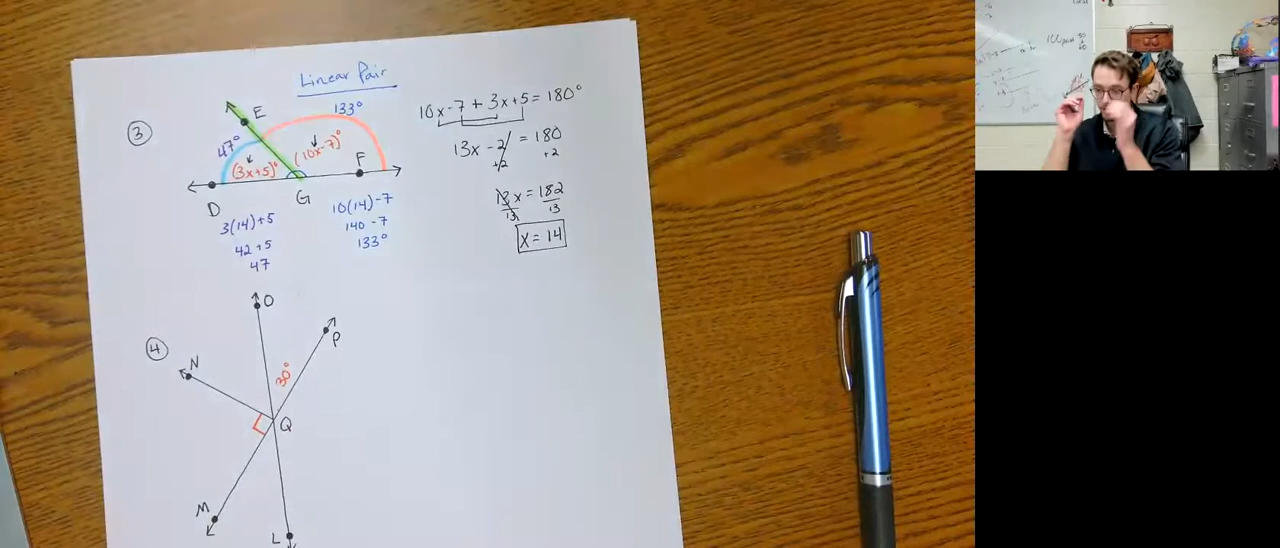 Linear Pair
③
133°
E
47°
(3x+5)°
(10x-7)°
F
D
G
3(14)+5
42+5
47
10(14)-7
140-7
133°
10x-7+3x+5=180°
13x-2=180
+2 +2
13x=182
13 13
x=14
④
O
P
N
30°
Q
M
L
100